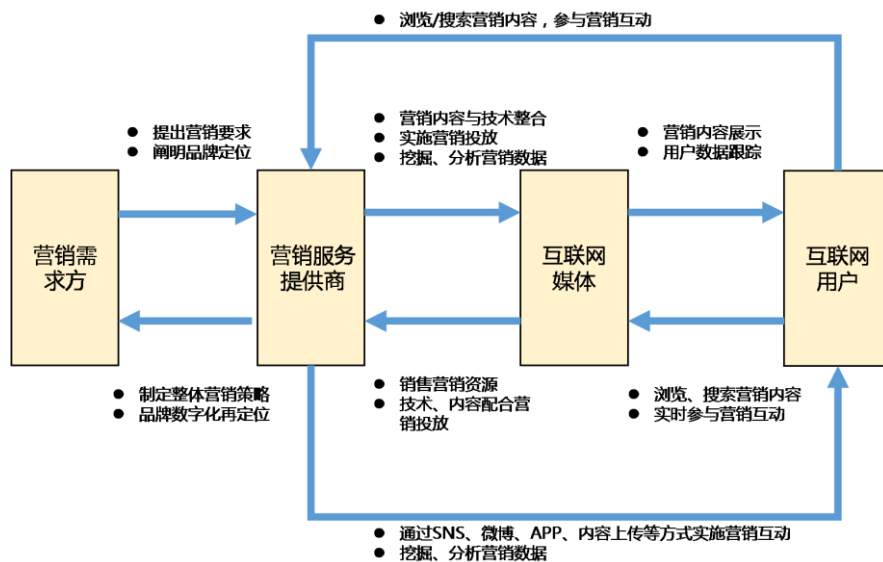 ● 浏览/搜索营销内容，参与营销互动
● 提出营销要求
● 阐明品牌定位
● 营销内容与技术整合
● 实施营销投放
● 挖掘、分析营销数据
● 营销内容展示
● 用户数据跟踪
营销需
求方
营销服务
提供商
互联网
媒体
互联网
用户
● 制定整体营销策略
● 品牌数字化再定位
● 销售营销资源
● 技术、内容配合营
销投放
● 浏览、搜索营销内容
● 实时参与营销互动
● 通过SNS、微博、APP、内容上传等方式实施营销互动
● 挖掘、分析营销数据